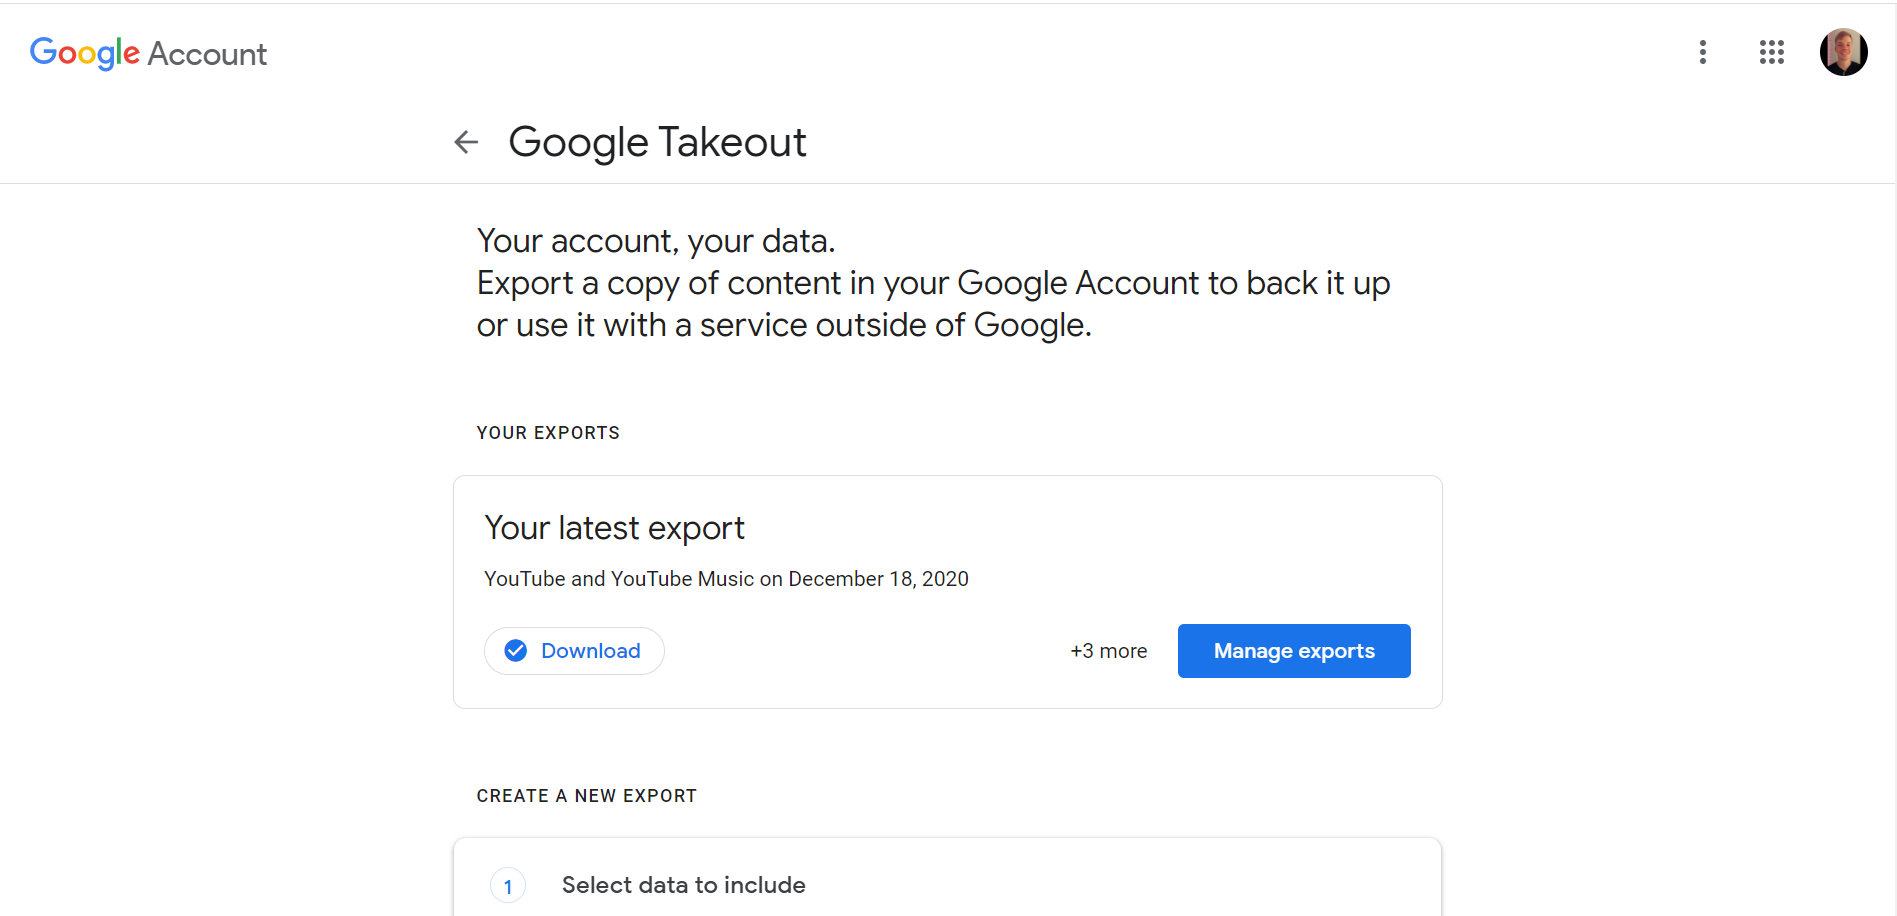 Google Account
Google Takeout
Your account, your data.
Export a copy of content in your Google Account to back it up
or use it with a service outside of Google.
YOUR EXPORTS
Your latest export
YouTube and YouTube Music on December 18, 2020
Download
+3 more
Manage exports
CREATE A NEW EXPORT
1
Select data to include